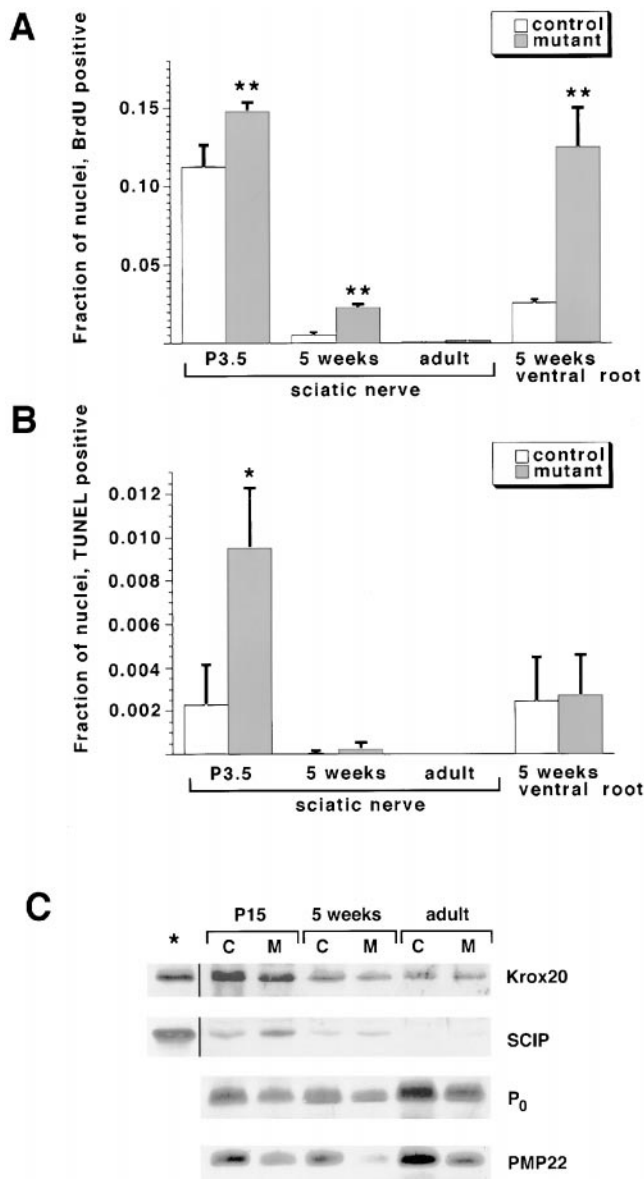 A
control
mutant
Fraction of nuclei, BrdU positive
0.15
0.10
0.05
**
**
**
P3.5 5 weeks adult 5 weeks
sciatic nerve ventral root
B
control
mutant
Fraction of nuclei, TUNEL positive
0.012
0.010
0.008
0.006
0.004
0.002
*
P3.5 5 weeks adult 5 weeks
sciatic nerve ventral root
C
P15 5 weeks adult
* C M C M C M
Krox20
SCIP
P0
PMP22